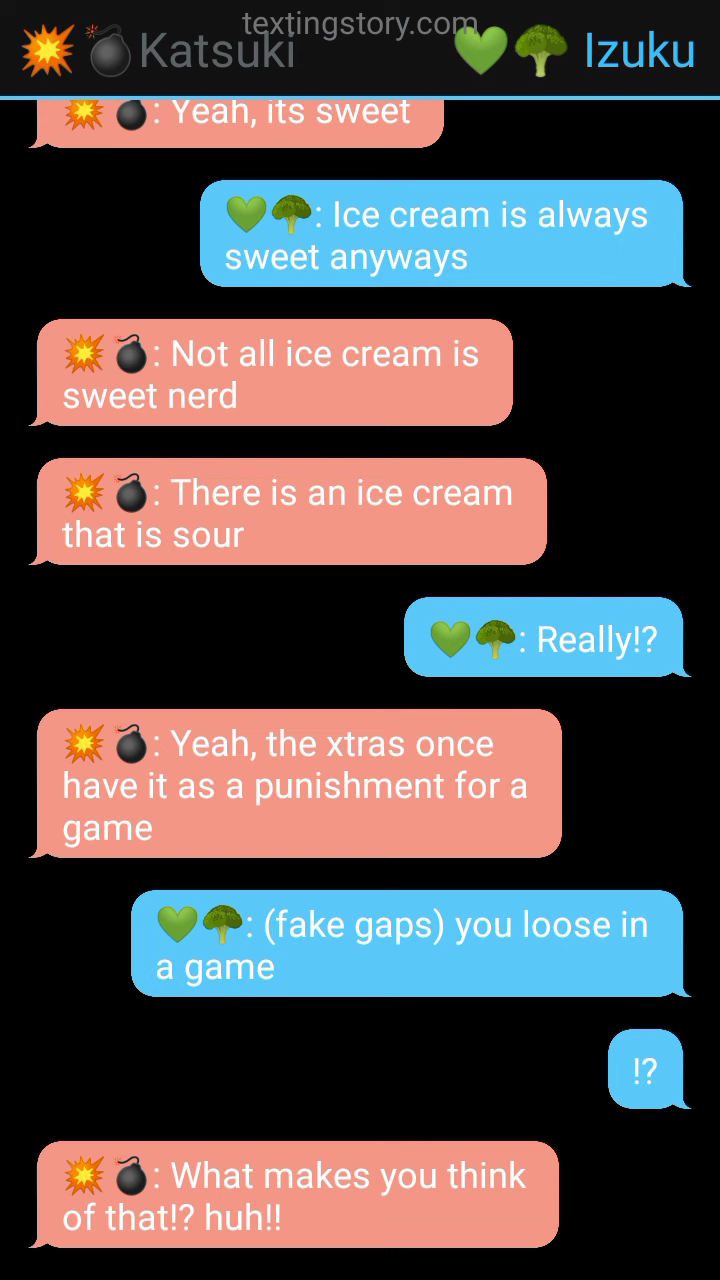 textingstory.com
💥💣Katsuki
💚🥦 Izuku
💥💣: Yeah, its sweet
💚🥦: Ice cream is always
sweet anyways
💥💣: Not all ice cream is
sweet nerd
💥💣: There is an ice cream
that is sour
💚🥦: Really!?
💥💣: Yeah, the xtras once
have it as a punishment for a
game
💚🥦: (fake gaps) you loose in
a game
!?
💥💣: What makes you think
of that!? huh!!